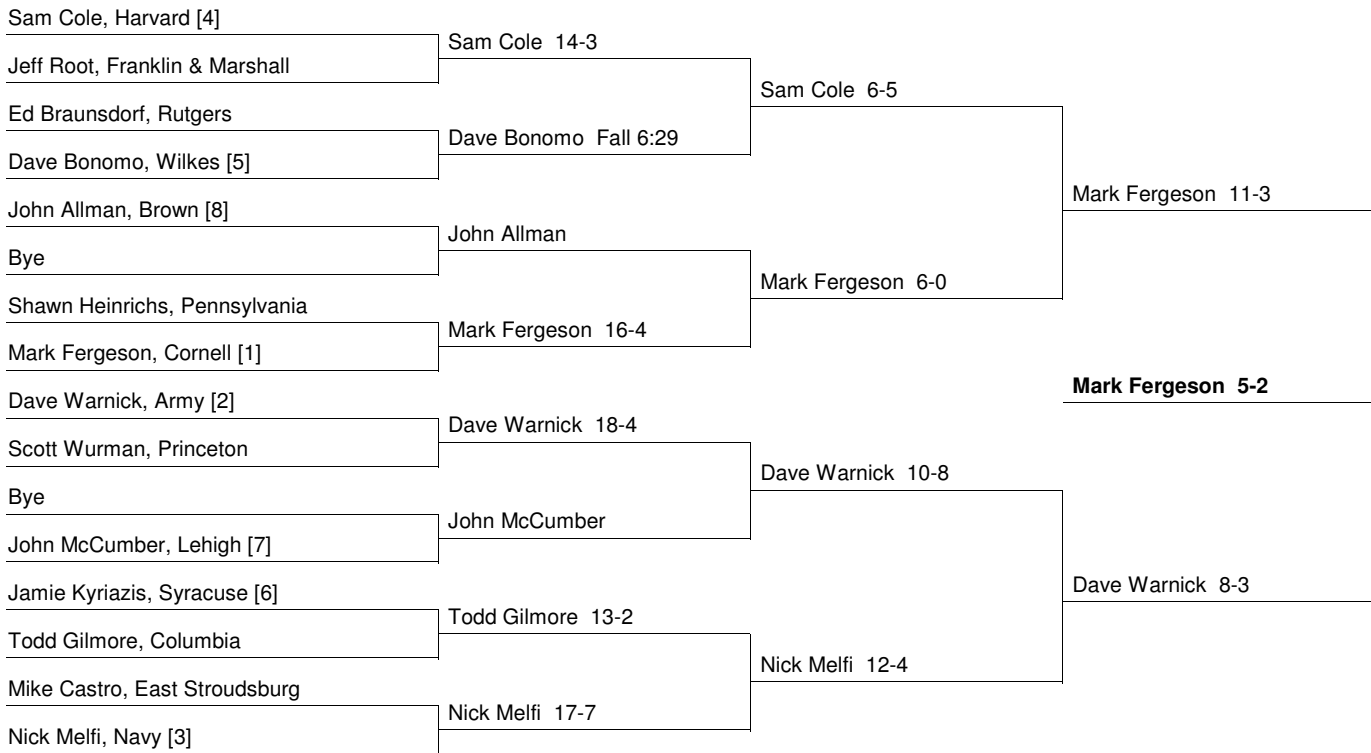 Sam Cole, Harvard [4]
Jeff Root, Franklin & Marshall
Ed Braunsdorf, Rutgers
Dave Bonomo, Wilkes [5]
John Allman, Brown [8]
Bye
Shawn Heinrichs, Pennsylvania
Mark Fergeson, Cornell [1]
Dave Warnick, Army [2]
Scott Wurman, Princeton
Bye
John McCumber, Lehigh [7]
Jamie Kyriazis, Syracuse [6]
Todd Gilmore, Columbia
Mike Castro, East Stroudsburg
Nick Melfi, Navy [3]
Sam Cole 14-3
Dave Bonomo Fall 6:29
John Allman
Mark Fergeson 16-4
Dave Warnick 18-4
John McCumber
Todd Gilmore 13-2
Nick Melfi 17-7
Sam Cole 6-5
Mark Fergeson 6-0
Dave Warnick 10-8
Nick Melfi 12-4
Mark Fergeson 11-3
Dave Warnick 8-3
Mark Fergeson 5-2